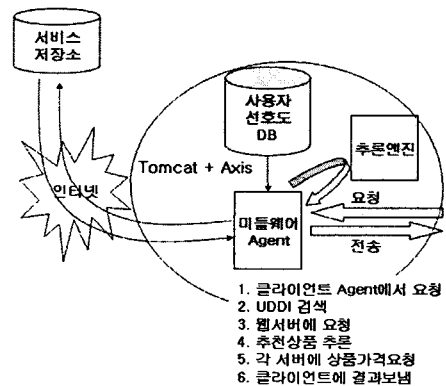 서비스
저장소
사용자
선호도
DB
추론엔진
Tomcat + Axis
인터넷
요청
미들웨어
Agent
전송
1. 클라이언트 Agent에서 요청
2. UDDI 검색
3. 웹서버에 요청
4. 추천상품 추론
5. 각 서버에 상품가격요청
6. 클라이언트에 결과보냄